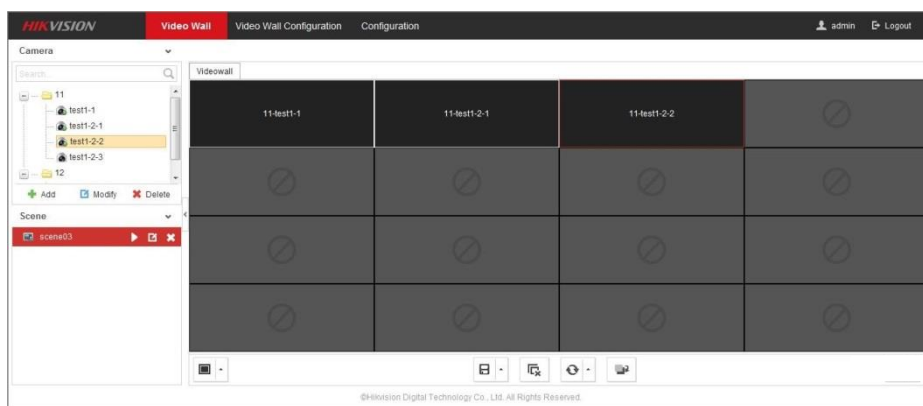 HIKVISION Video Wall Video Wall Configuration Configuration admin Logout
Camera
Search...
Videowall
11
test1-1
test1-2-1
test1-2-2
test1-2-3
12
Add Modify Delete
Scene
scene03
11-test1-1 11-test1-2-1 11-test1-2-2
©Hikvision Digital Technology Co., Ltd. All Rights Reserved.